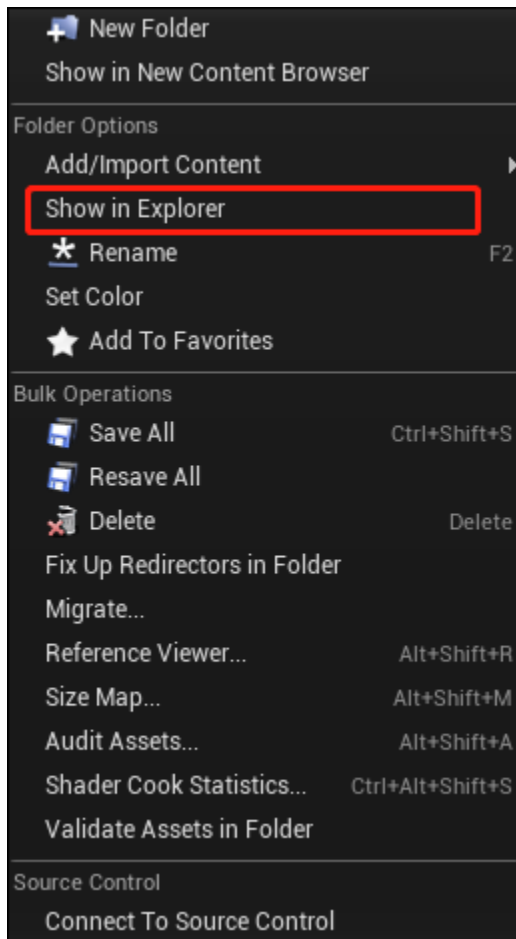 New Folder
Show in New Content Browser
Folder Options
Add/Import Content
Show in Explorer
Rename F2
Set Color
Add To Favorites
Bulk Operations
Save All Ctrl+Shift+S
Resave All
Delete Delete
Fix Up Redirectors in Folder
Migrate...
Reference Viewer... Alt+Shift+R
Size Map... Alt+Shift+M
Audit Assets... Alt+Shift+A
Shader Cook Statistics... Ctrl+Alt+Shift+S
Validate Assets in Folder
Source Control
Connect To Source Control